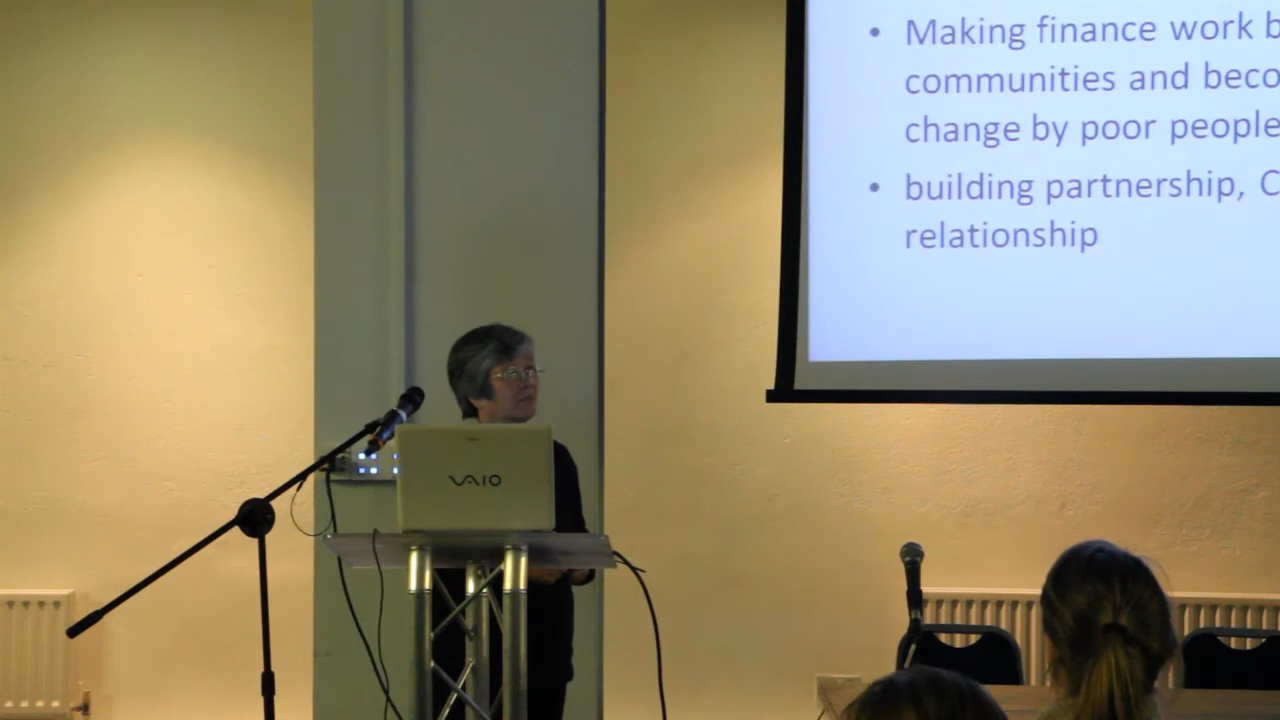 • Making finance work b
communities and beco
change by poor people
• building partnership, C
relationship
VAIO